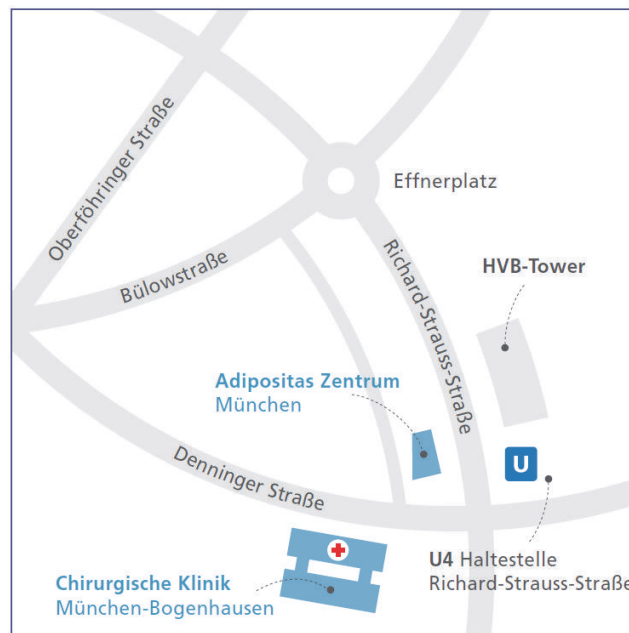 Oberföhringer Straße
Effnerplatz
Bülowstraße
Richard-Strauss-Straße
HVB-Tower
Adipositas Zentrum
München
Denninger Straße
U
U4 Haltestelle
Richard-Strauss-Straße
Chirurgische Klinik
München-Bogenhausen